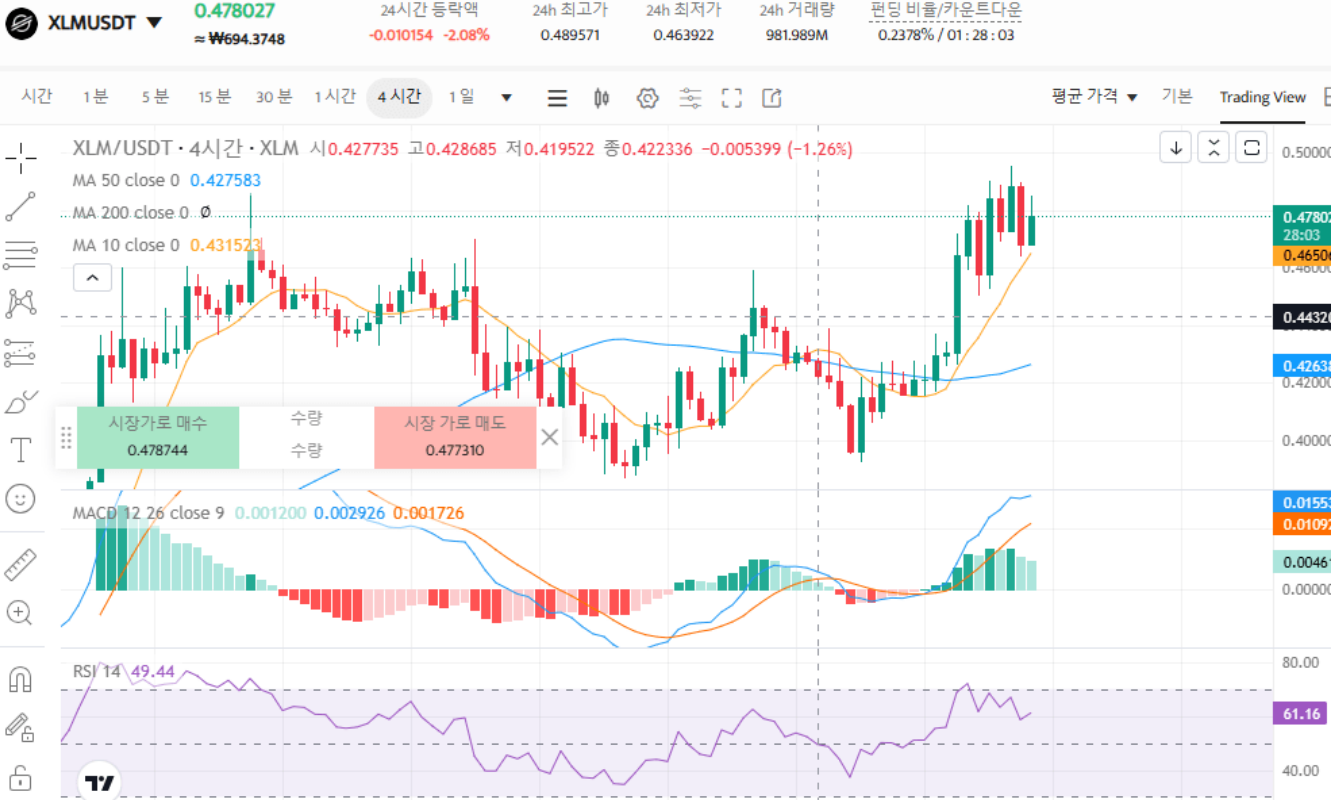 XLMUSDT
0.478027
≈ ₩694.3748
24시간 등락액
-0.010154 -2.08%
24h 최고가
0.489571
24h 최저가
0.463922
24h 거래량
981.989M
펀딩 비율/카운트다운
0.2378% / 01 : 28 : 03
시간 1 분 5 분 15 분 30 분 1 시간 4 시간 1 일
평균 가격 기본 Trading View
XLM/USDT · 4시간 · XLM 시0.427735 고0.428685 저0.419522 종0.422336 −0.005399 (−1.26%)
MA 50 close 0 0.427583
MA 200 close 0 Ø
MA 10 close 0 0.431523
0.5000
0.4780
28:03
0.4650
0.4600
0.4432
0.4263
0.4200
0.4000
시장가로 매수
0.478744
수량
수량
시장 가로 매도
0.477310
MACD 12 26 close 9 0.001200 0.002926 0.001726
0.0155
0.0109
0.0046
0.0000
RSI 14 49.44
80.00
61.16
40.00